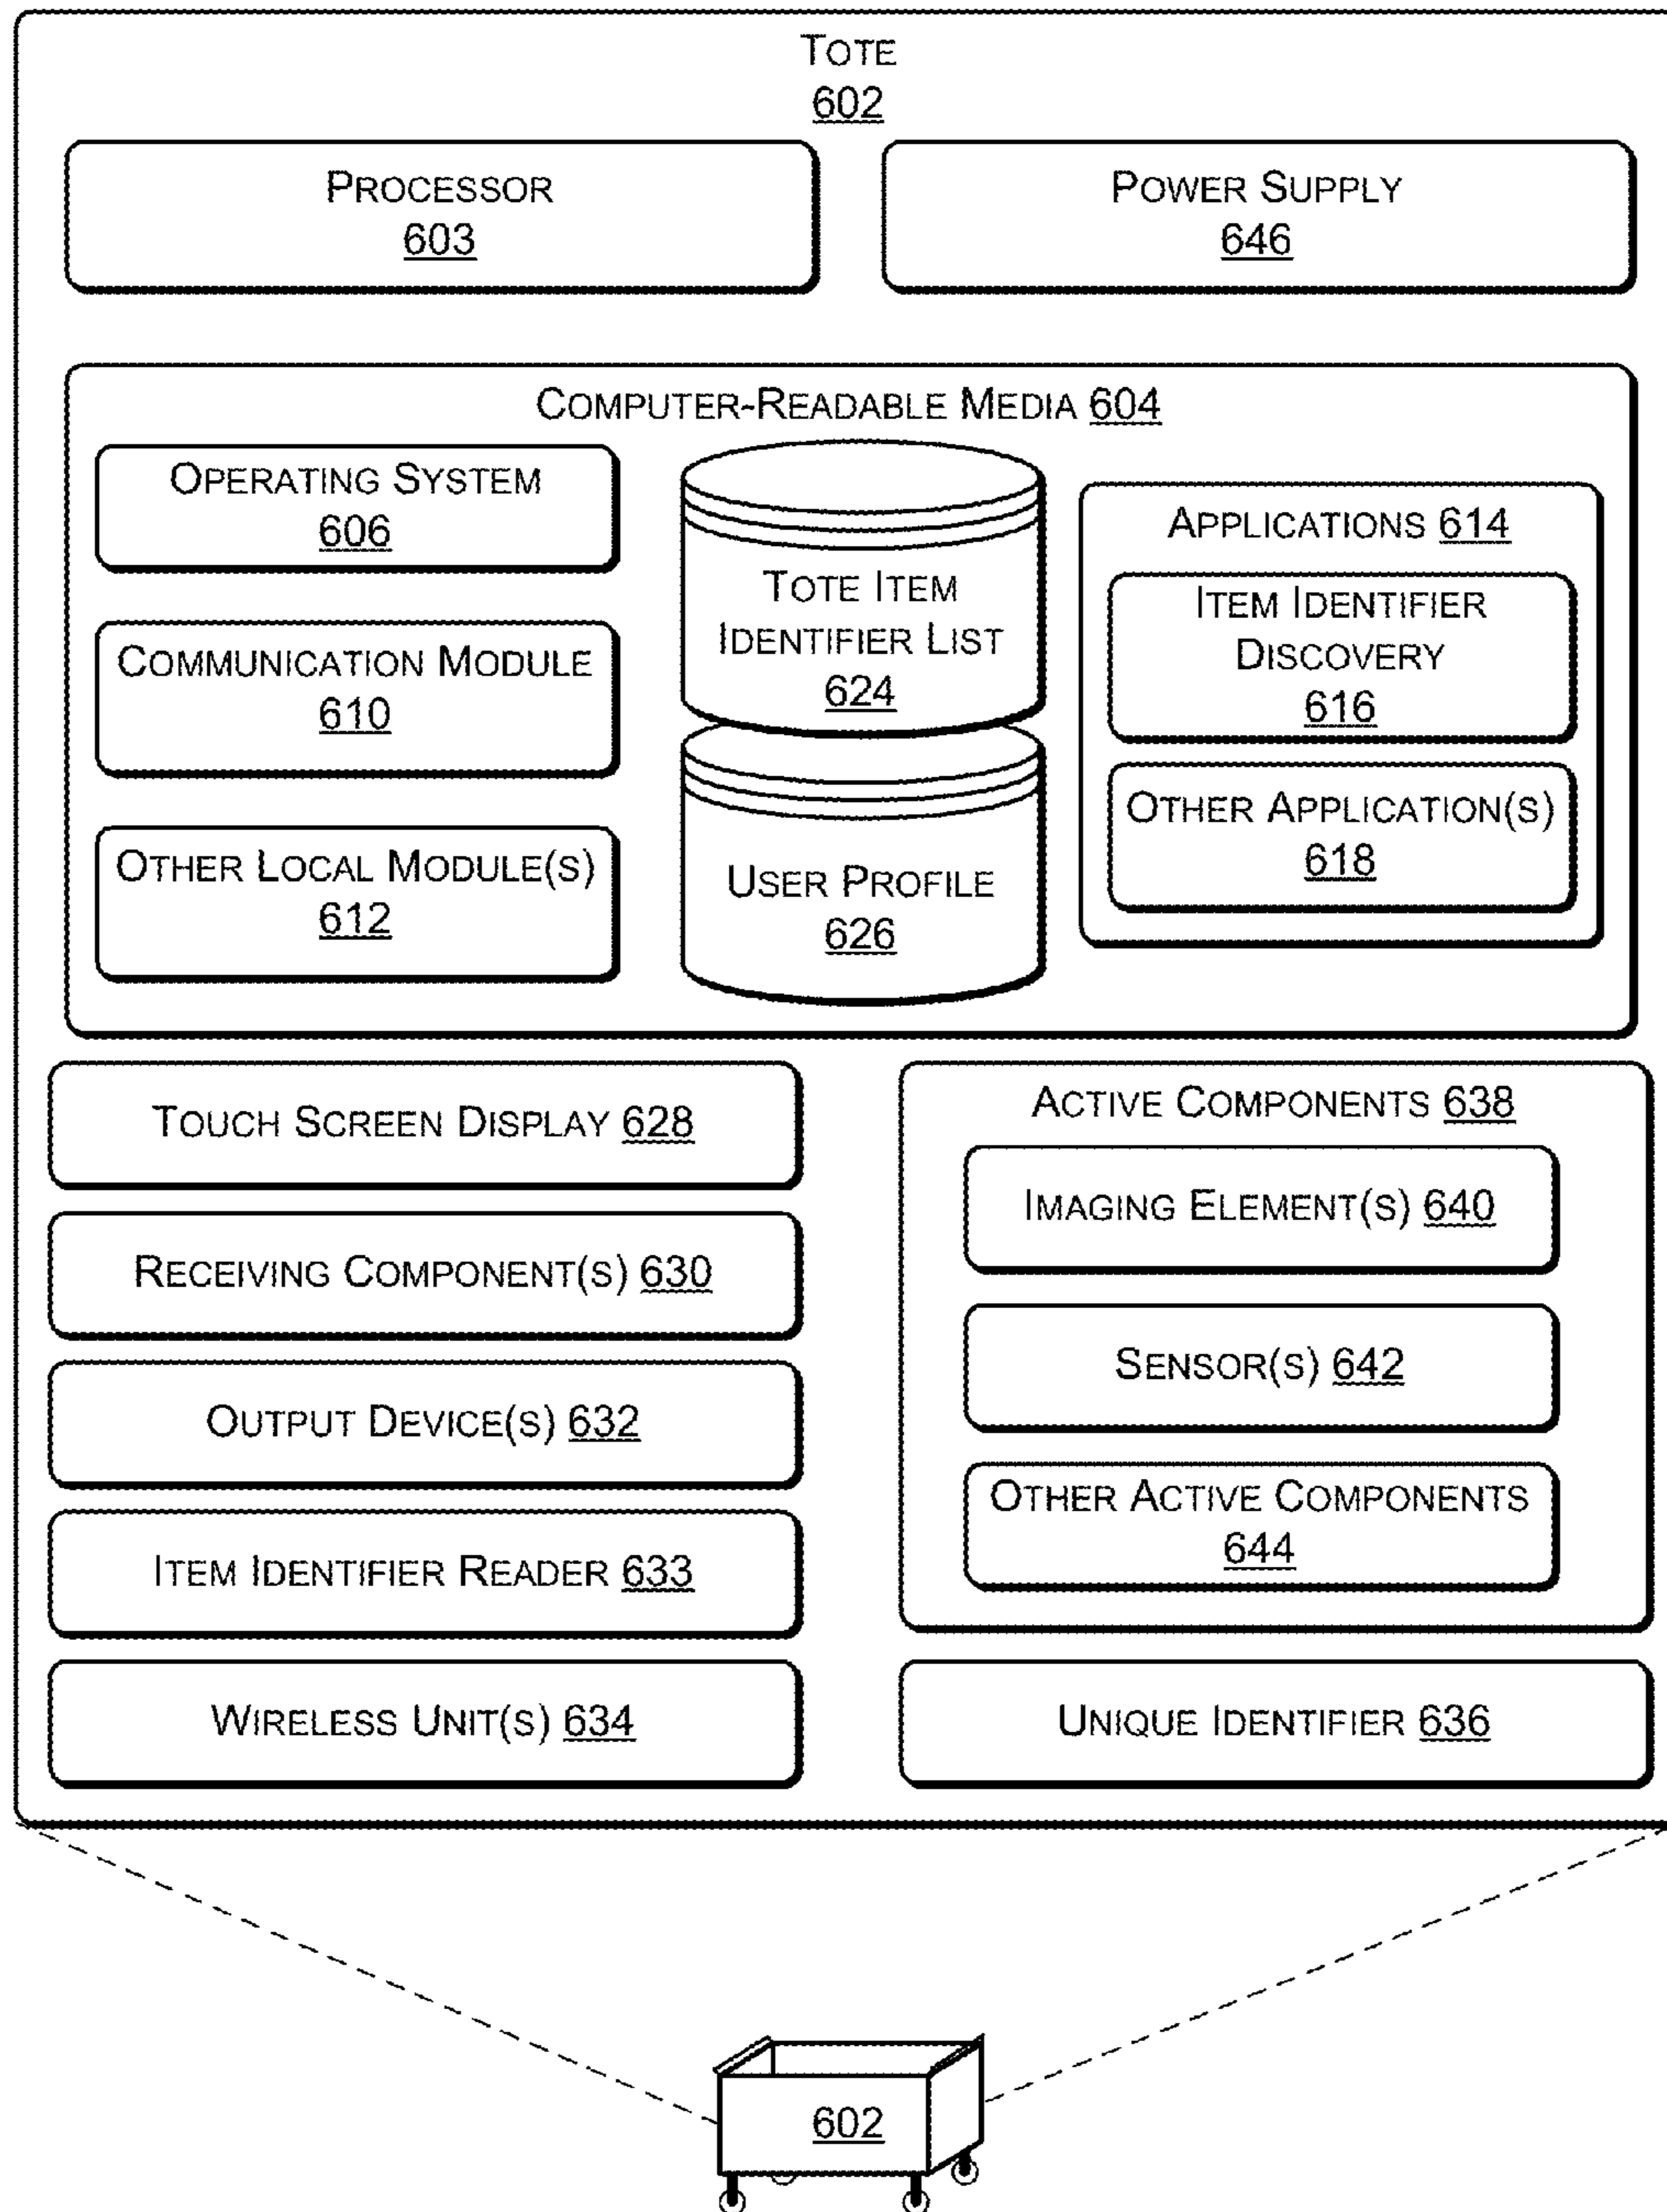 TOTE
602
PROCESSOR
603
POWER SUPPLY
646
COMPUTER-READABLE MEDIA 604
OPERATING SYSTEM
606
COMMUNICATION MODULE
610
OTHER LOCAL MODULE(S)
612
TOTE ITEM
IDENTIFIER LIST
624
USER PROFILE
626
APPLICATIONS 614
ITEM IDENTIFIER
DISCOVERY
616
OTHER APPLICATION(S)
618
TOUCH SCREEN DISPLAY 628
RECEIVING COMPONENT(S) 630
OUTPUT DEVICE(S) 632
ITEM IDENTIFIER READER 633
WIRELESS UNIT(S) 634
ACTIVE COMPONENTS 638
IMAGING ELEMENT(S) 640
SENSOR(S) 642
OTHER ACTIVE COMPONENTS
644
UNIQUE IDENTIFIER 636
602